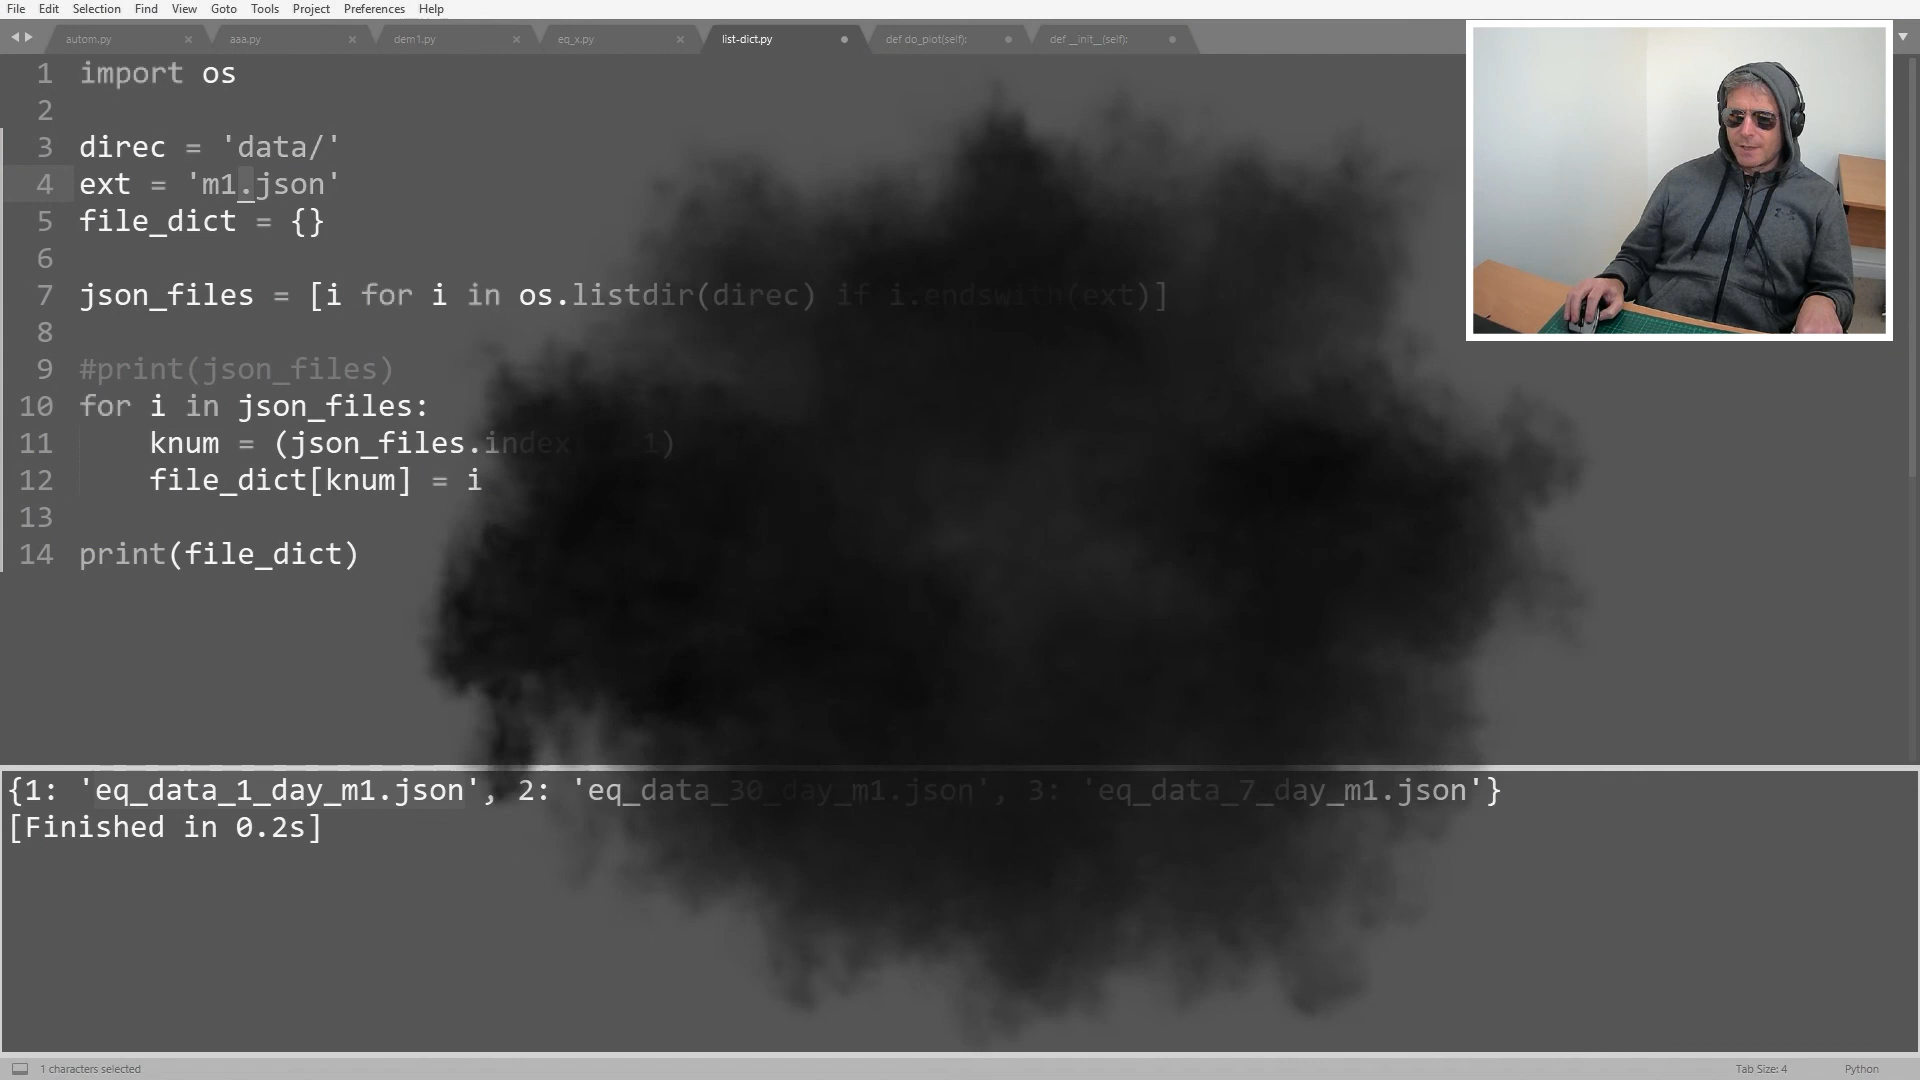 File Edit Selection Find View Goto Tools Project Preferences Help
autom.py aaa.py dem1.py eq_x.py list-dict.py def do_plot(self): def __init__(self):
1 import os
2
3 direc = 'data/'
4 ext = 'm1.json'
5 file_dict = {}
6
7 json_files = [i for i in os.listdir(direc) if i.endswith(ext)]
8
9 #print(json_files)
10 for i in json_files:
11 knum = (json_files.index 1)
12 file_dict[knum] = i
13
14 print(file_dict)
{1: 'eq_data_1_day_m1.json', 2: 'eq_data_30_day_m1.json', 3: 'eq_data_7_day_m1.json'}
[Finished in 0.2s]
1 characters selected Tab Size: 4 Python